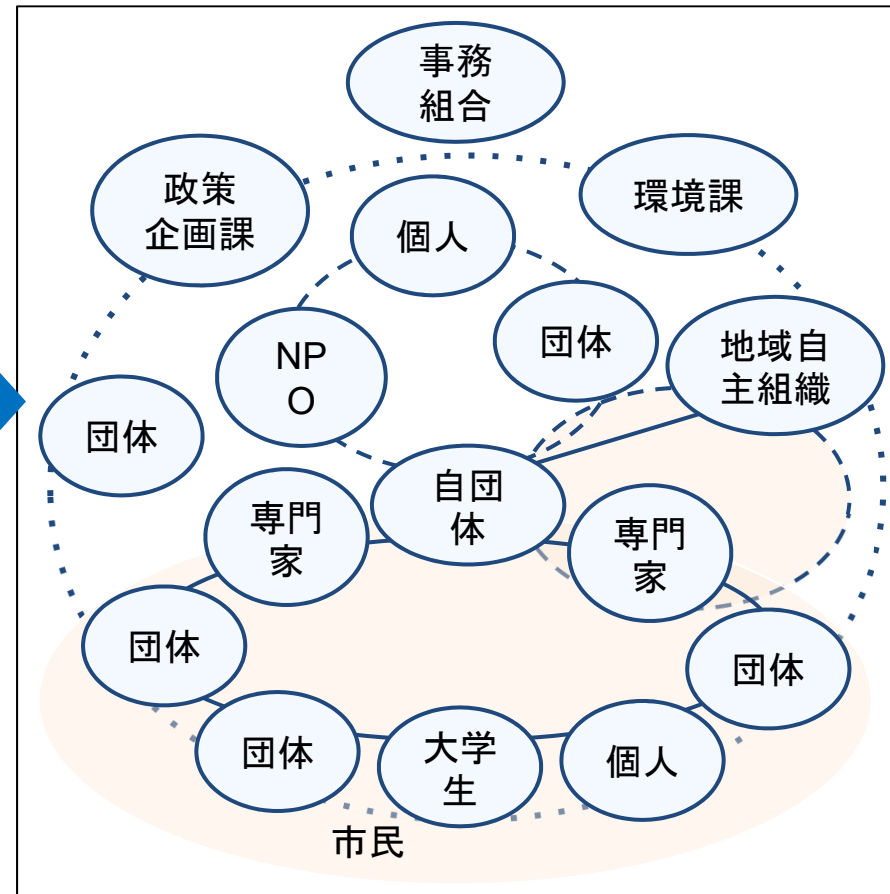 事務
組合
政策
企画課
環境課
個人
団体
NP
O
地域自
主組織
団体
自団
体
専門
家
専門
家
団体
団体
団体
大学
生
個人
市民